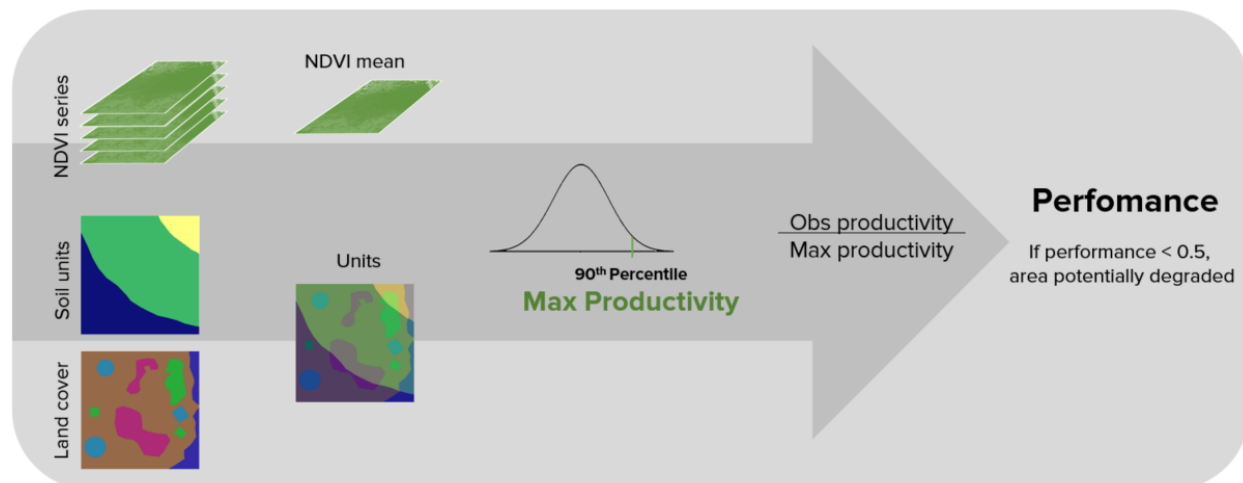 NDVI series
NDVI mean
Soil units
Land cover
Units
90th Percentile
Max Productivity
Obs productivity
Max productivity
Perfomance
If performance < 0.5,
area potentially degraded